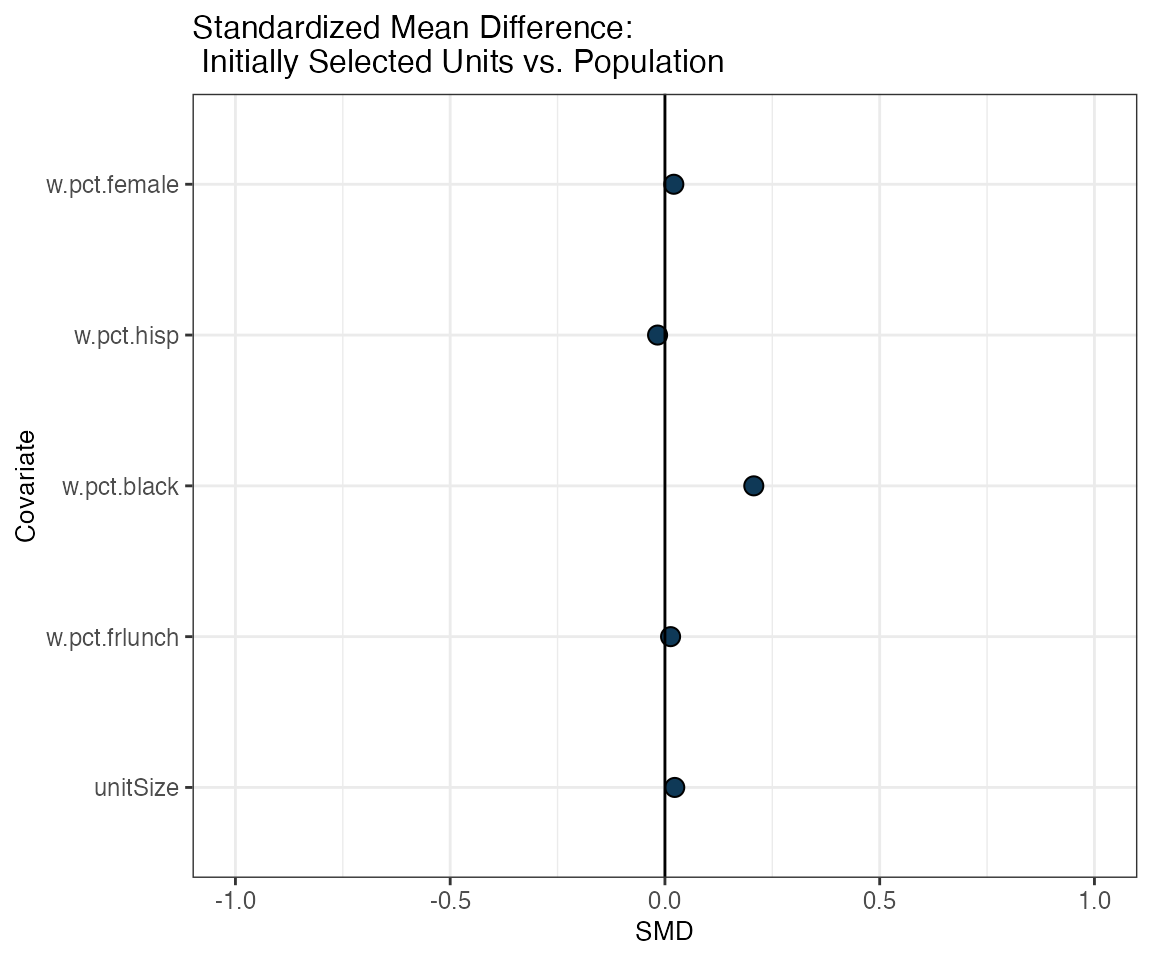 Standardized Mean Difference:
Initially Selected Units vs. Population
Covariate
w.pct.female
w.pct.hisp
w.pct.black
w.pct.frlunch
unitSize
-1.0
-0.5
0.0
0.5
1.0
SMD